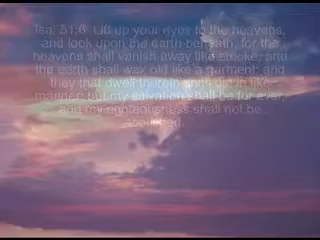 Isa. 51:6 Lift up your eyes to the heavens,
and look upon the earth beneath: for the
heavens shall vanish away like smoke, and
the earth shall wax old like a garment, and
they that dwell therein shall die in like
manner: but my salvation shall be for ever,
and my righteousness shall not be
abolished.